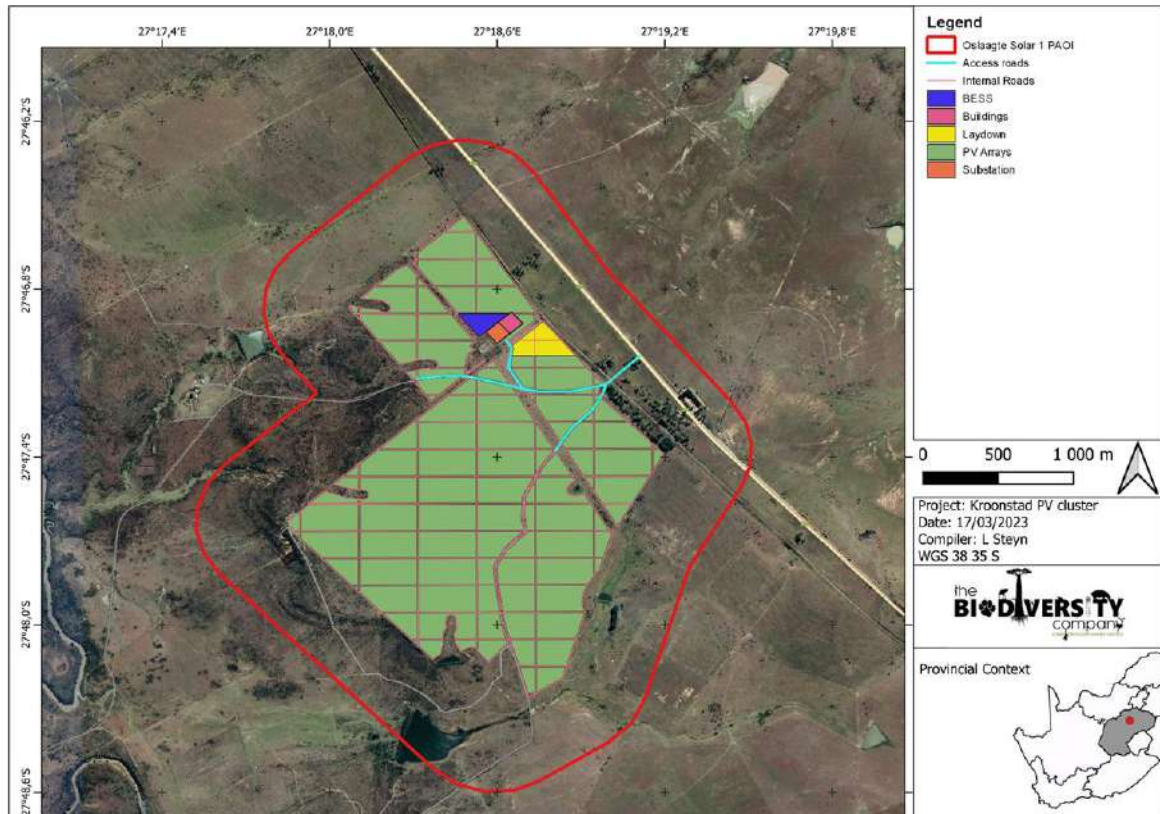 27°17,4'E
27°18,0'E
27°18,6'E
27°19,2'E
27°19,8'E
27°46,2'S
27°46,8'S
27°47,4'S
27°48,0'S
27°48,6'S
Legend
Oslaagte Solar 1 PAOI
Access roads
Internal Roads
BESS
Buildings
Laydown
PV Arrays
Substation
0 500 1 000 m
Project: Kroonstad PV cluster
Date: 17/03/2023
Compiler: L Steyn
WGS 38 35 S
the
BIODIVERSITY
company
Provincial Context